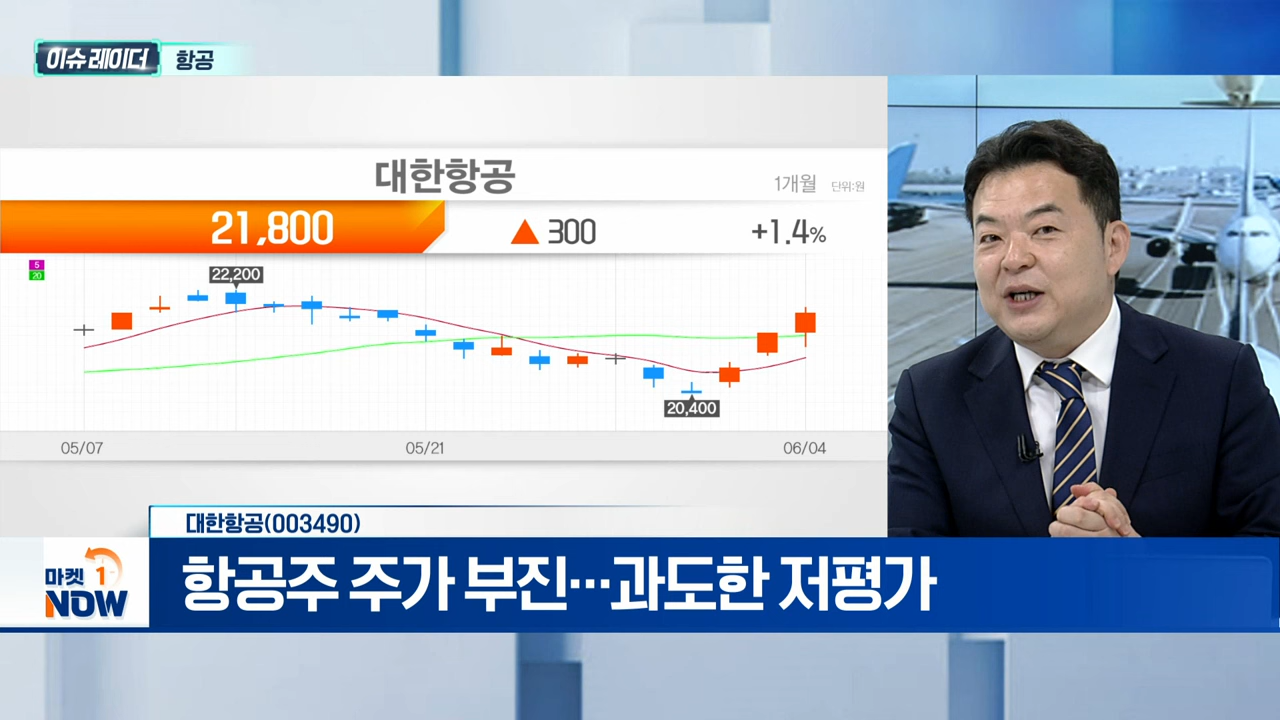 이슈 레이더 항공
대한항공
1개월 단위:원
21,800 ▲ 300 +1.4%
5
20
22,200
20,400
05/07 05/21 06/04
대한항공(003490)
마켓 1
NOW
항공주 주가 부진…과도한 저평가